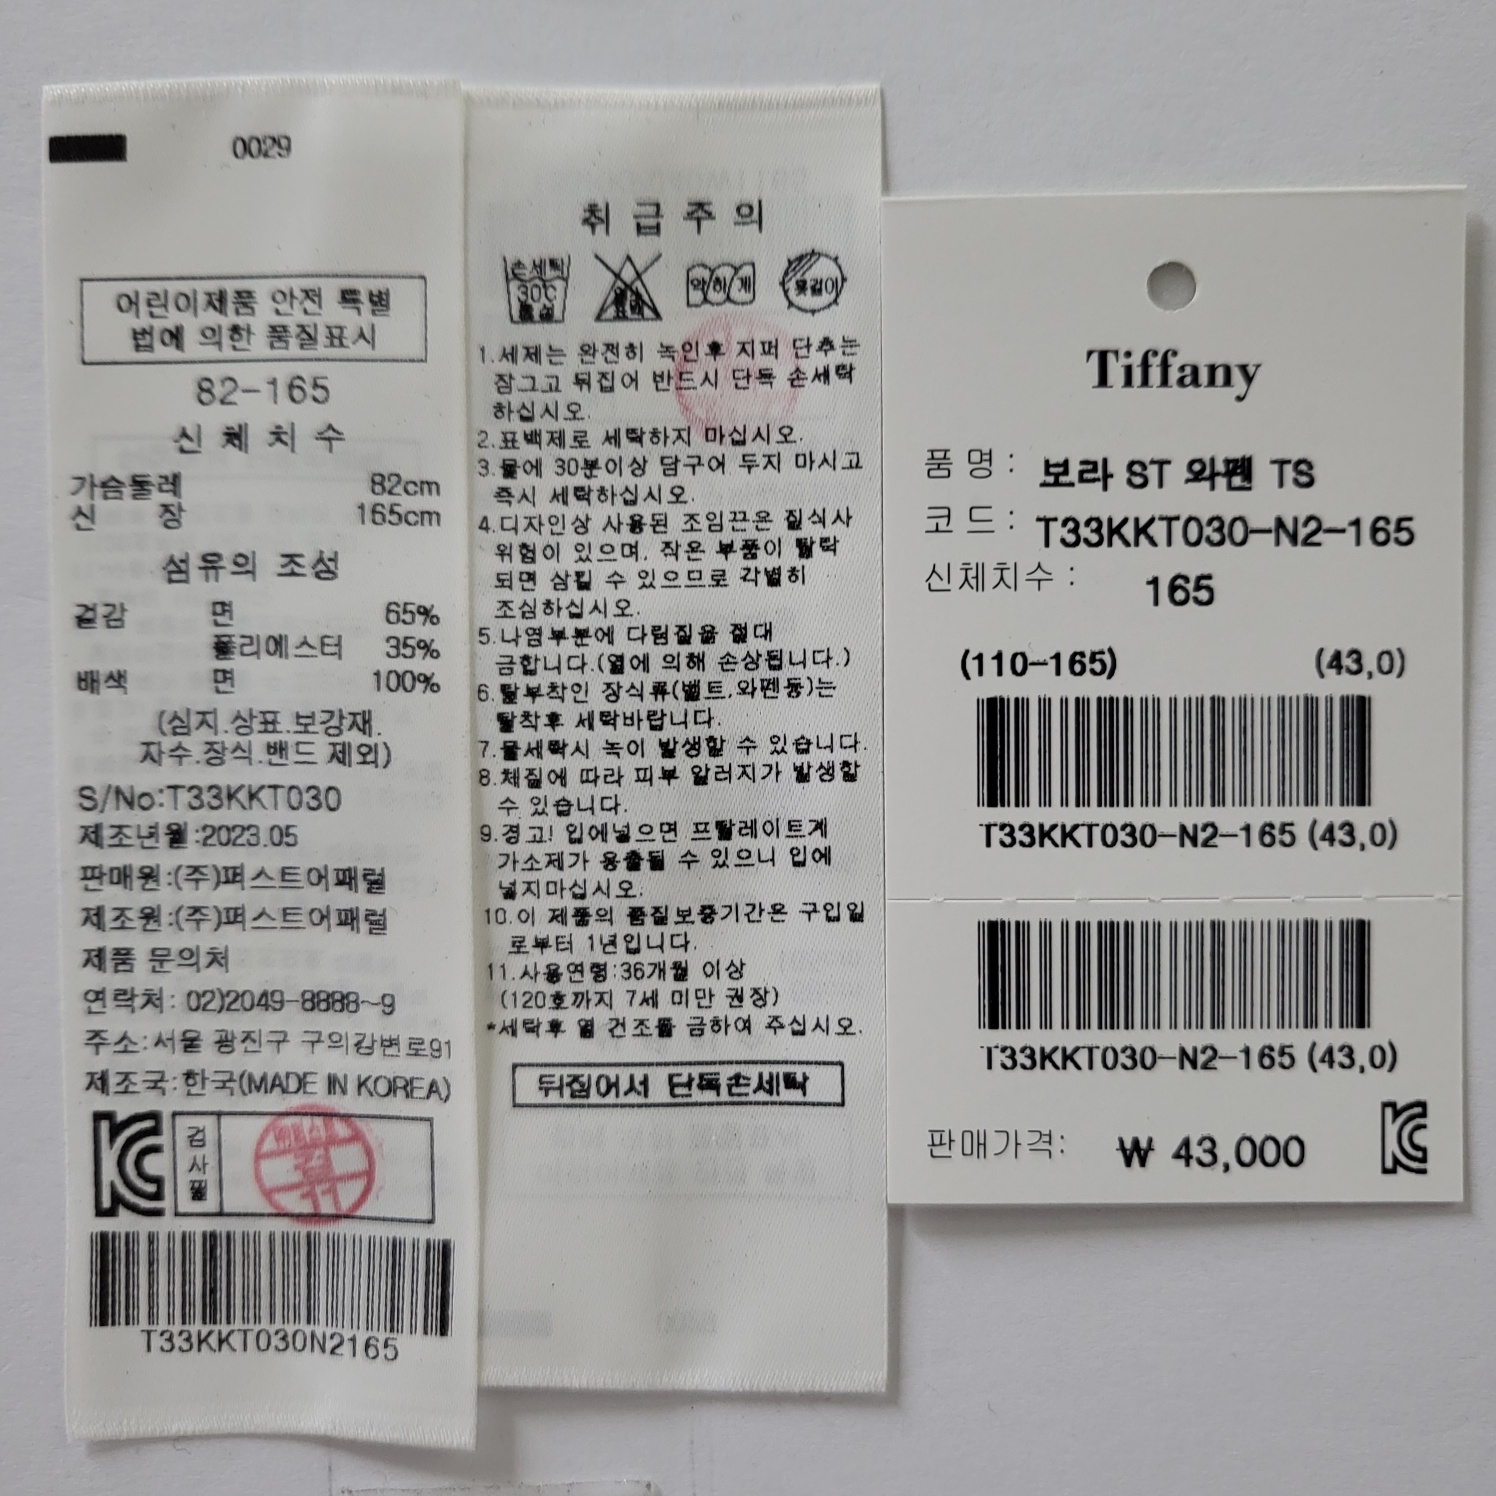 0029
어린이제품 안전 특별
법에 의한 품질표시
82-165
신 체 치 수
가슴둘레 82cm
신 장 165cm
섬유의 조성
겉감 면 65%
폴리에스터 35%
배색 면 100%
(심지.상표.보강재.
자수.장식.밴드 제외)
S/No:T33KKT030
제조년월:2023.05
판매원:(주)퍼스트어패럴
제조원:(주)퍼스트어패럴
제품 문의처
연락처: 02)2049-8888~9
주소:서울 광진구 구의강변로91
제조국:한국(MADE IN KOREA)
검사필
T33KKT030N2165
취 급 주 의
손세탁 30℃ 중성
염소 표백
약하게
옷걸이
1.세제는 완전히 녹인후 지퍼 단추는
잠그고 뒤집어 반드시 단독 손세탁
하십시오.
2.표백제로 세탁하지 마십시오.
3.물에 30분이상 담구어 두지 마시고
즉시 세탁하십시오.
4.디자인상 사용된 조임끈은 질식사
위험이 있으며, 작은 부품이 탈락
되면 삼킬 수 있으므로 각별히
조심하십시오.
5.나염부분에 다림질을 절대
금합니다.(열에 의해 손상됩니다.)
6.탈부착인 장식류(벨트,와펜등)는
탈착후 세탁바랍니다.
7.물세탁시 녹이 발생할 수 있습니다.
8.체질에 따라 피부 알러지가 발생할
수 있습니다.
9.경고! 입에넣으면 프탈레이트계
가소제가 용출될 수 있으니 입에
넣지마십시오.
10.이 제품의 품질보증기간은 구입일
로부터 1년입니다.
11.사용연령:36개월 이상
(120호까지 7세 미만 권장)
*세탁후 열 건조를 금하여 주십시오.
뒤집어서 단독손세탁
Tiffany
품 명 : 보라 ST 와펜 TS
코 드 : T33KKT030-N2-165
신체치수 : 165
(110-165) (43,0)
T33KKT030-N2-165 (43,0)
T33KKT030-N2-165 (43,0)
판매가격: ₩ 43,000